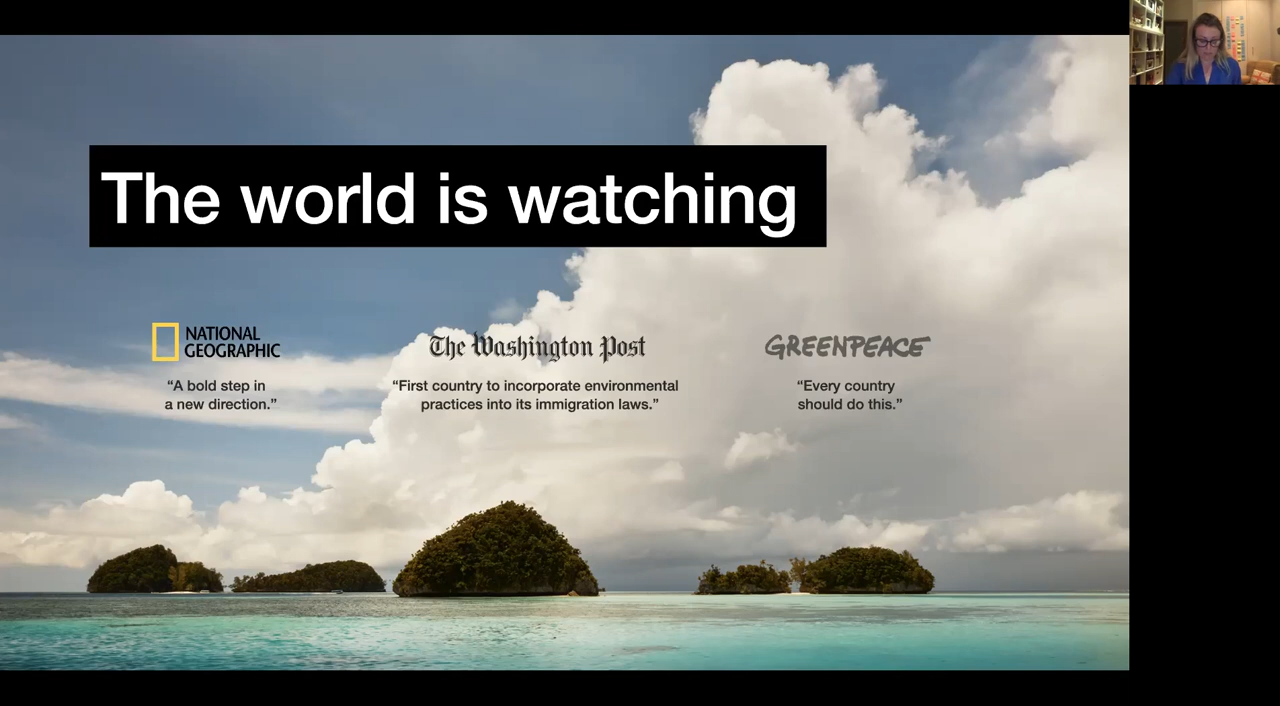 The world is watching
NATIONAL
GEOGRAPHIC
“A bold step in
a new direction.”
The Washington Post
“First country to incorporate environmental
practices into its immigration laws.”
GREENPEACE
“Every country
should do this.”